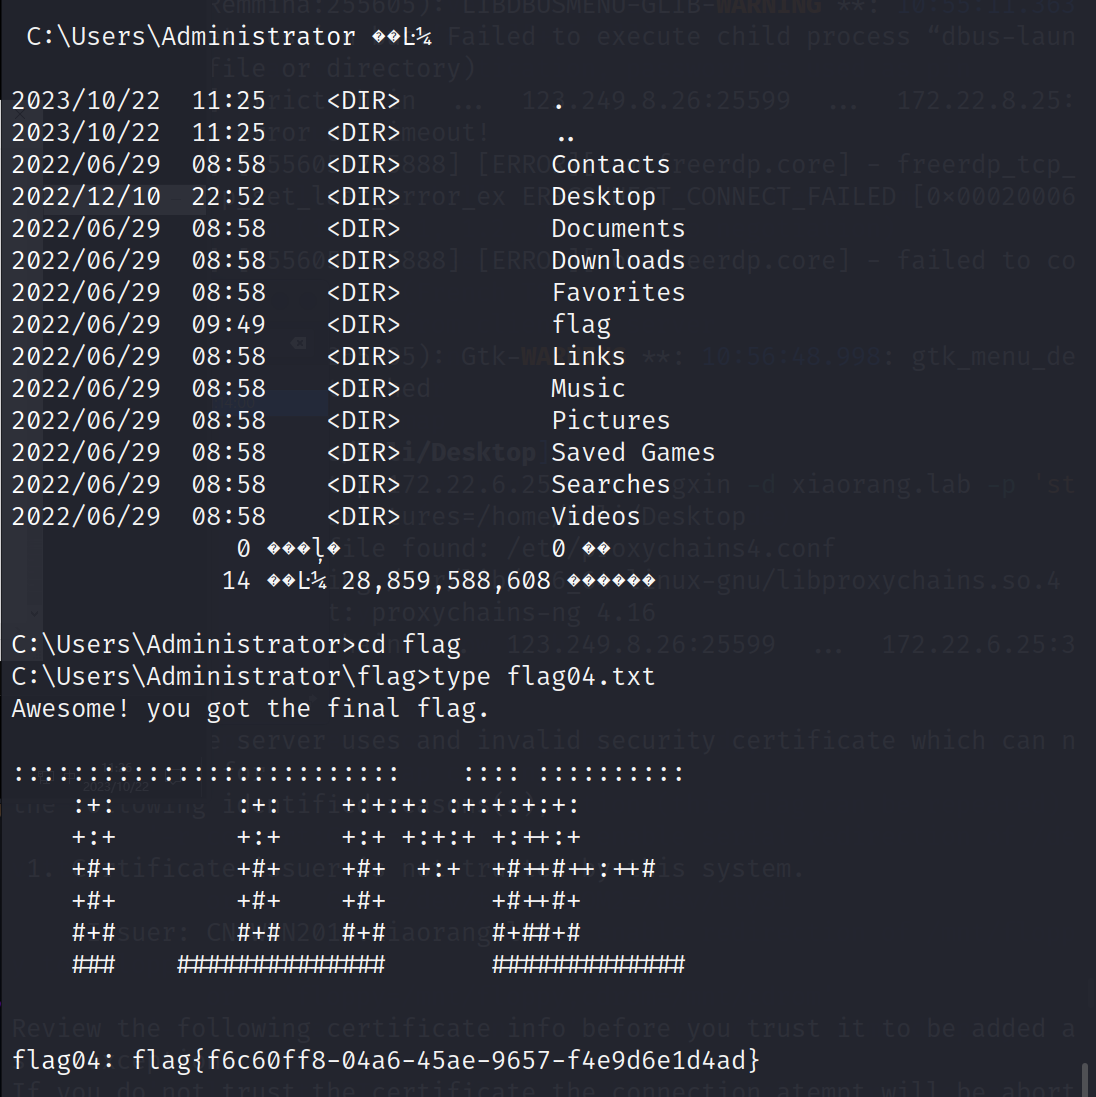 C:\Users\Administrator ��Ŀ¼
2023/10/22  11:25    <DIR>          .
2023/10/22  11:25    <DIR>          ..
2022/06/29  08:58    <DIR>          Contacts
2022/12/10  22:52    <DIR>          Desktop
2022/06/29  08:58    <DIR>          Documents
2022/06/29  08:58    <DIR>          Downloads
2022/06/29  08:58    <DIR>          Favorites
2022/06/29  09:49    <DIR>          flag
2022/06/29  08:58    <DIR>          Links
2022/06/29  08:58    <DIR>          Music
2022/06/29  08:58    <DIR>          Pictures
2022/06/29  08:58    <DIR>          Saved Games
2022/06/29  08:58    <DIR>          Searches
2022/06/29  08:58    <DIR>          Videos
               0 ���ļ�              0 ��
              14 ��Ŀ¼ 28,859,588,608 ������
C:\Users\Administrator>cd flag
C:\Users\Administrator\flag>type flag04.txt
Awesome! you got the final flag.
::::::::::::::::::::::::::    :::: ::::::::::
    :+:        :+:    +:+:+: :+:+:+:+:
    +:+        +:+    +:+ +:+:+ +:++:+
    +#+        +#+    +#+  +:+  +#++#++:++#
    +#+        +#+    +#+       +#++#+
    #+#        #+#    #+#       #+##+#
    ###    ##############       #############
flag04: flag{f6c60ff8-04a6-45ae-9657-f4e9d6e1d4ad}